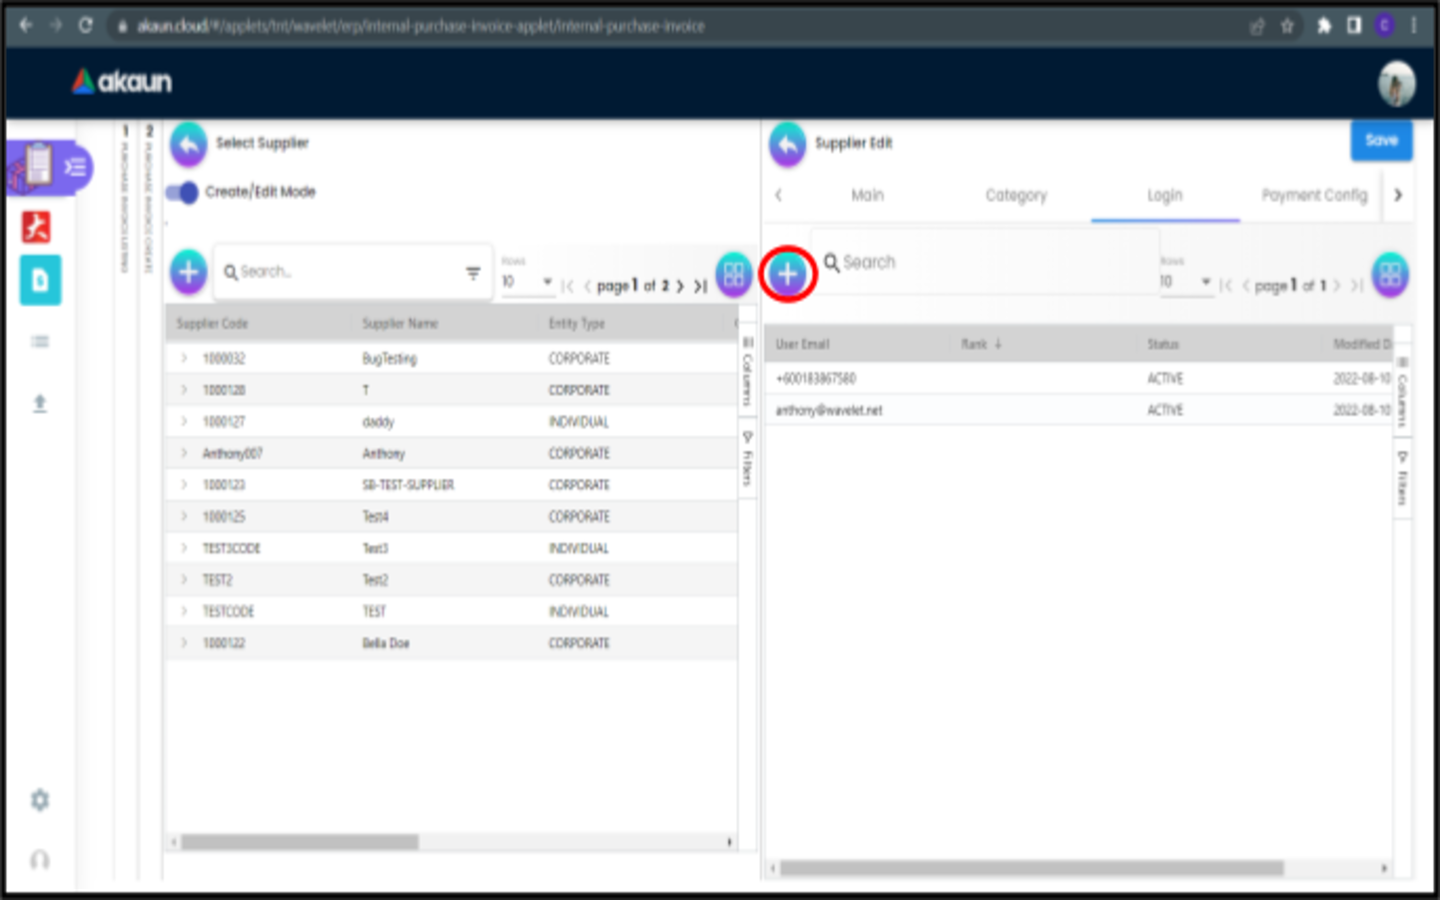 akaun.cloud/#/applets/tnt/wavelet/erp/internal-purchase-invoice-applet/internal-purchase-invoice
C
akaun
1 PURCHASE INVOICE LISTING
2 PURCHASE INVOICE CREATE
Select Supplier
Create/Edit Mode
Search...
Rows
10
page 1 of 2
Supplier Code Supplier Name Entity Type
1000032 BugTesting CORPORATE
1000128 T CORPORATE
1000127 daddy INDIVIDUAL
Anthony007 Anthony CORPORATE
1000123 SB-TEST-SUPPLIER CORPORATE
1000125 Test4 CORPORATE
TEST3CODE Test3 INDIVIDUAL
TEST2 Test2 CORPORATE
TESTCODE TEST INDIVIDUAL
1000122 Bella Doe CORPORATE
Columns
Filters
Supplier Edit
Save
Main Category Login Payment Config
Search
Rows
10
page 1 of 1
User Email Rank Status Modified D
+600183867580 ACTIVE 2022-08-10
anthony@wavelet.net ACTIVE 2022-08-10
Columns
Filters